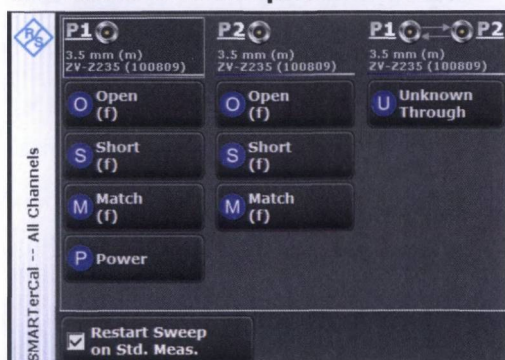 R/S
P1
P2
P1 P2
3.5 mm (m)
ZV-Z235 (100809)
3.5 mm (m)
ZV-Z235 (100809)
3.5 mm (m)
ZV-Z235 (100809)
O Open
(f)
O Open
(f)
U Unknown
Through
S Short
(f)
S Short
(f)
M Match
(f)
M Match
(f)
P Power
Restart Sweep
on Std. Meas.
SMARTerCal -- All Channels